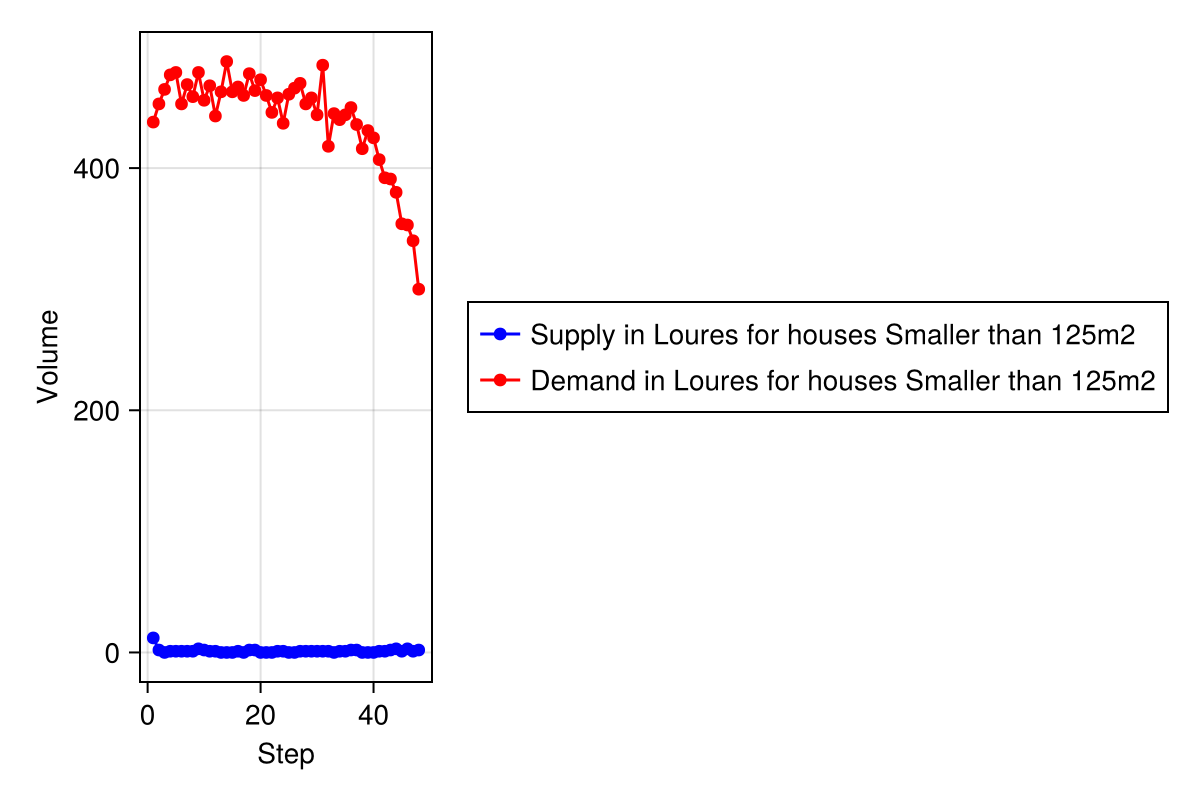 Volume
400
200
0
0 20 40
Step
Supply in Loures for houses Smaller than 125m2
Demand in Loures for houses Smaller than 125m2